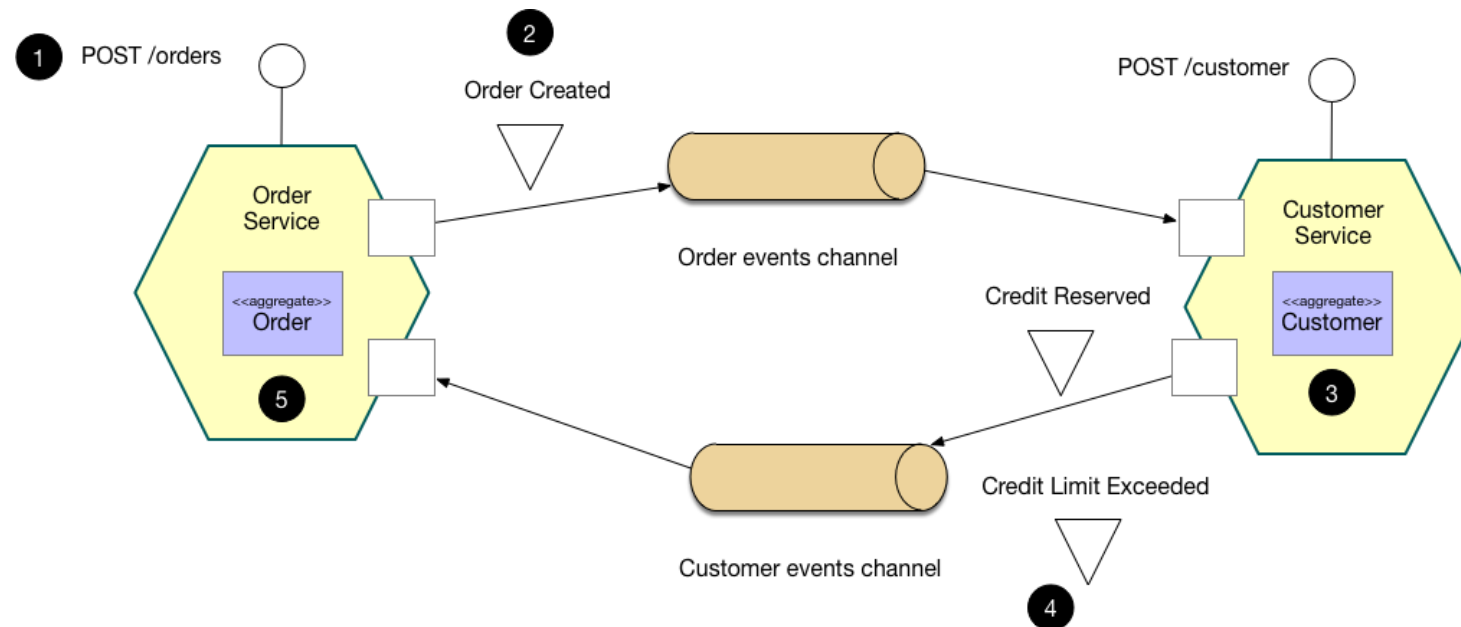 1
POST /orders
2
Order Created
POST /customer
Order
Service
<<aggregate>>
Order
5
Order events channel
Customer
Service
<<aggregate>>
Customer
3
Credit Reserved
Customer events channel
Credit Limit Exceeded
4